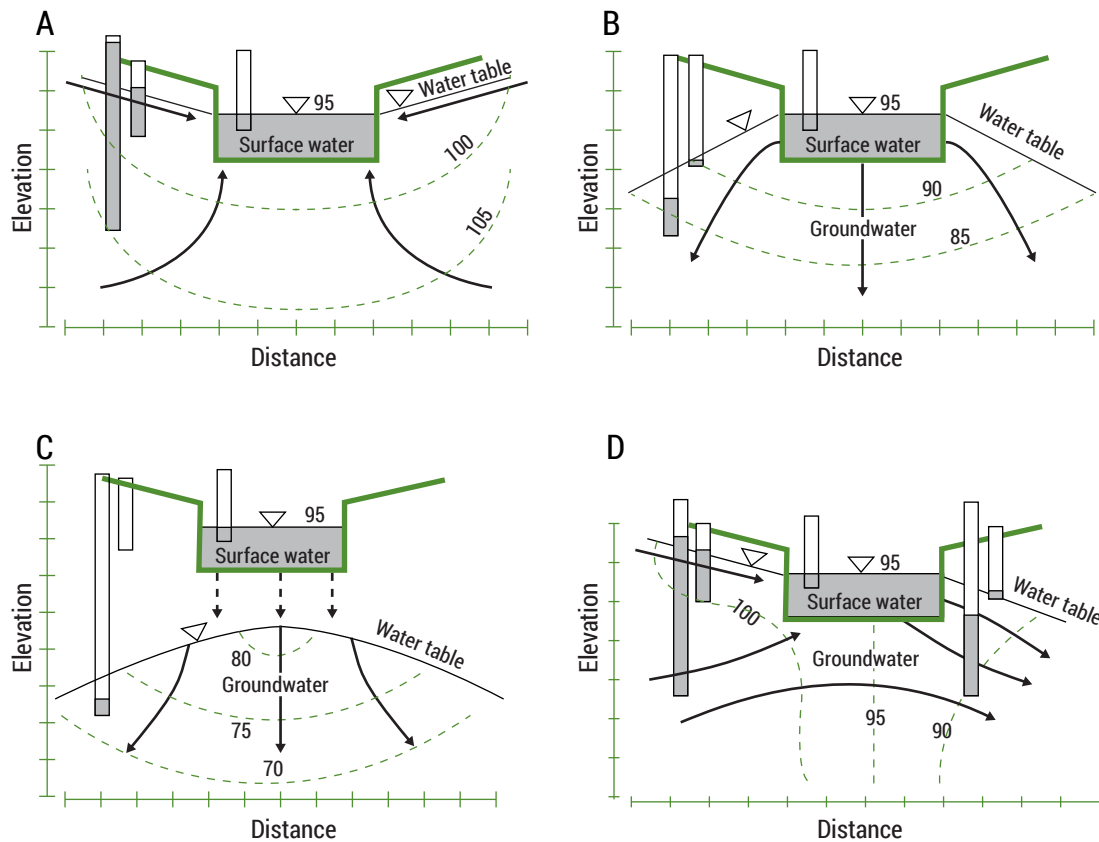 A
Water table
95
Surface water
100
105
Elevation
Distance
B
95
Surface water
Water table
90
Groundwater
85
Elevation
Distance
C
95
Surface water
Water table
80
Groundwater
75
70
Elevation
Distance
D
95
Surface water
Water table
100
Groundwater
95
90
Elevation
Distance